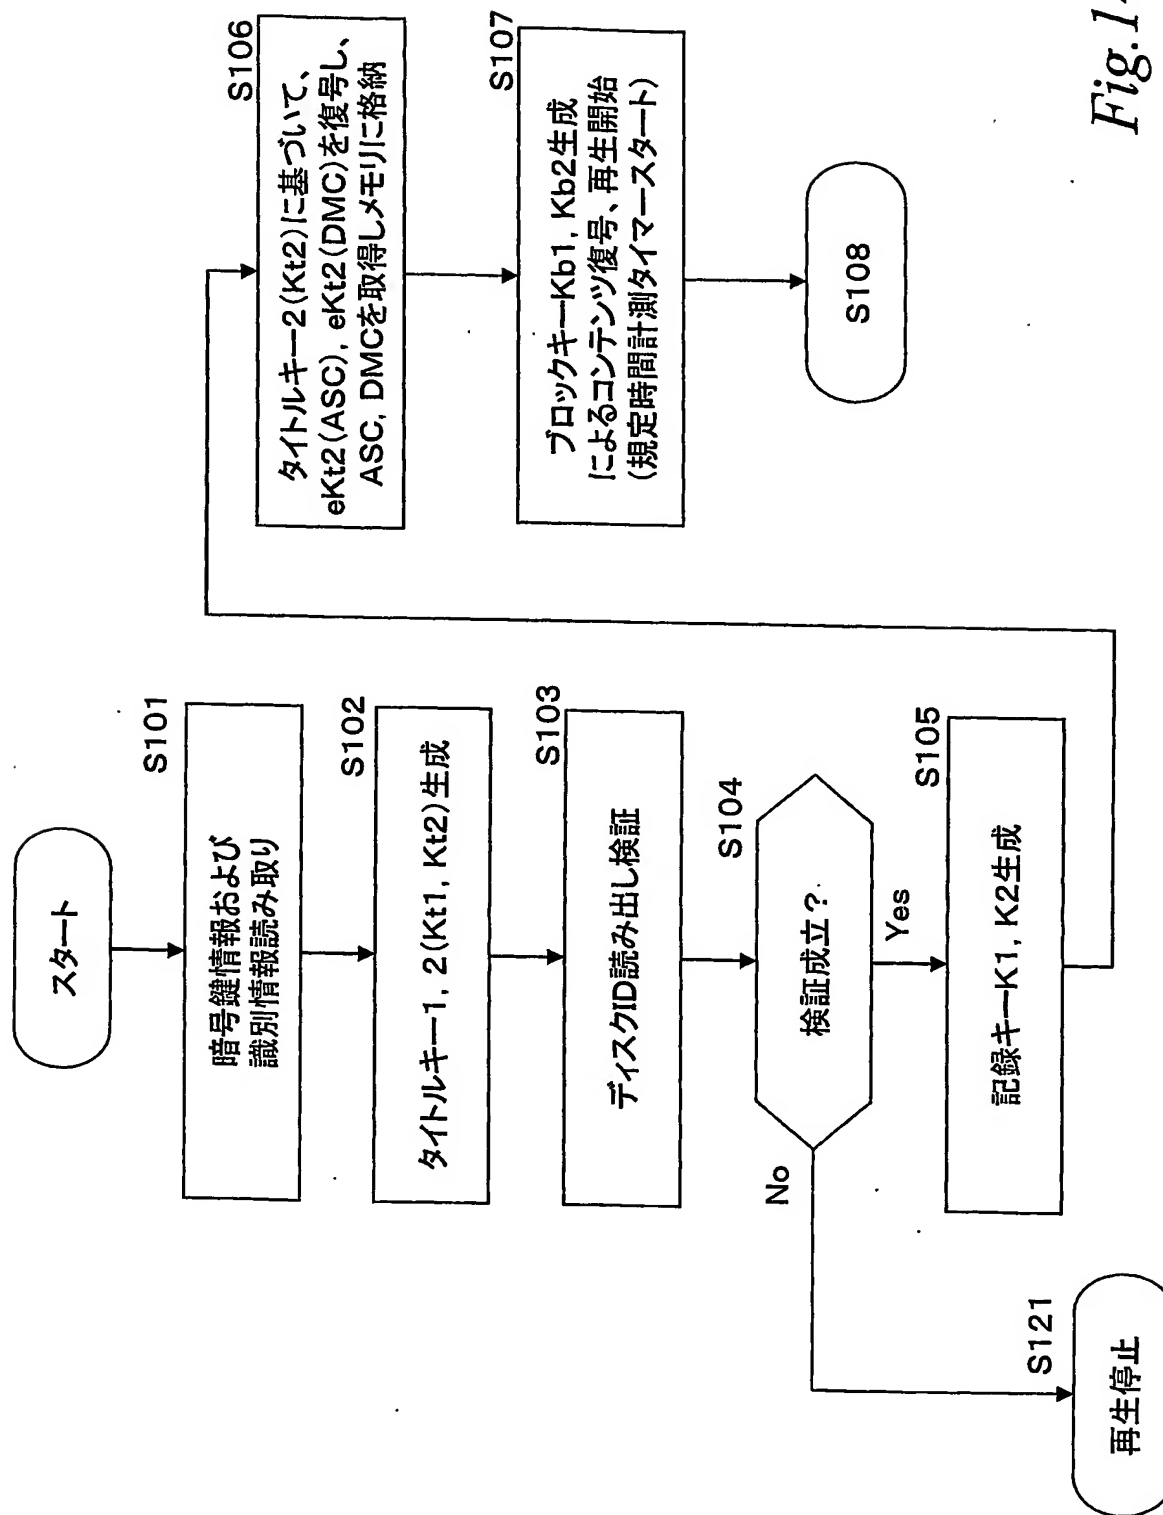 スタート
S101
暗号鍵情報および
識別情報読み取り
S102
タイトルキー1, 2(Kt1, Kt2)生成
S103
ディスクID読み出し検証
S104
検証成立?
No
Yes
S121
再生停止
S105
記録キーK1, K2生成
S106
タイトルキー2(Kt2)に基づいて、
eKt2(ASC), eKt2(DMC)を復号し、
ASC, DMCを取得しメモリに格納
S107
ブロックキーKb1, Kb2生成
によるコンテンツ復号、再生開始
(規定時間計測タイマースタート)
S108